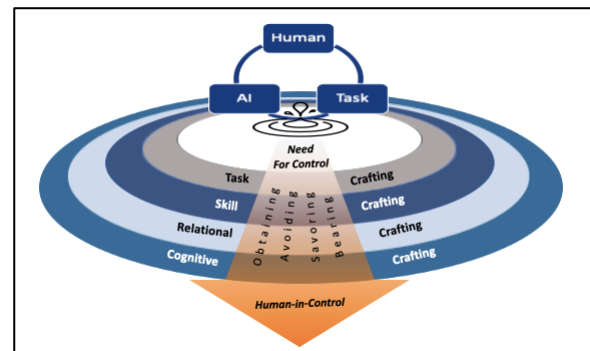 Human
AI Task
Need
For Control
Task Crafting
Skill Crafting
Relational Crafting
Cognitive Crafting
Obtaining
Avoiding
Savoring
Bearing
Human-in-Control